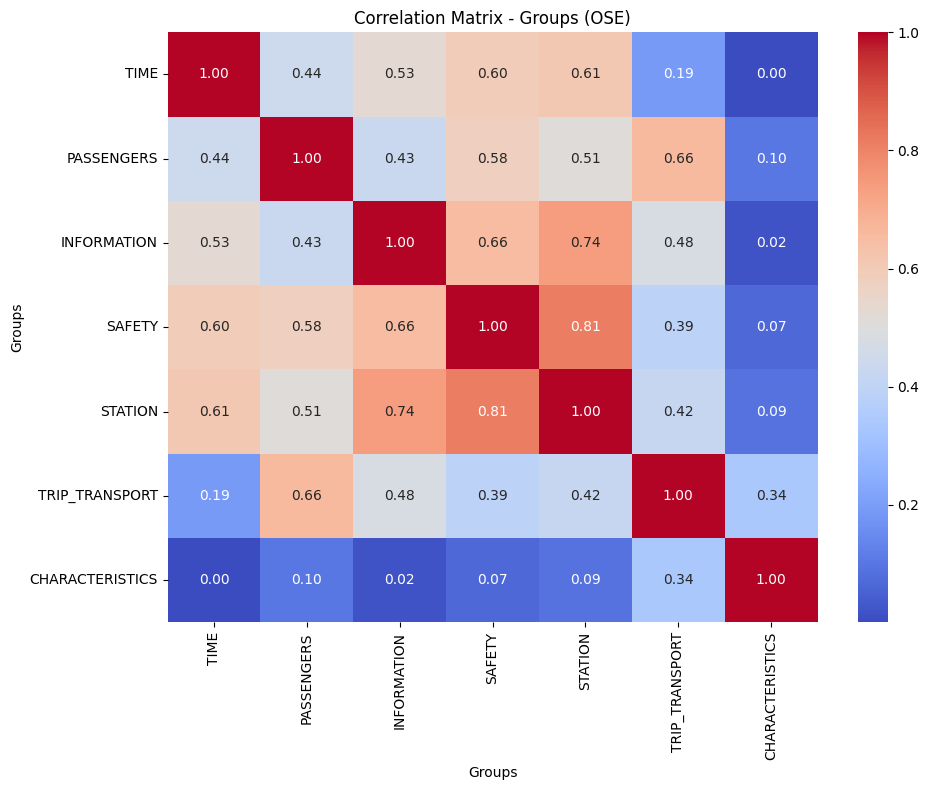 Correlation Matrix - Groups (OSE)
Groups
TIME 1.00 0.44 0.53 0.60 0.61 0.19 0.00
PASSENGERS 0.44 1.00 0.43 0.58 0.51 0.66 0.10
INFORMATION 0.53 0.43 1.00 0.66 0.74 0.48 0.02
SAFETY 0.60 0.58 0.66 1.00 0.81 0.39 0.07
STATION 0.61 0.51 0.74 0.81 1.00 0.42 0.09
TRIP_TRANSPORT 0.19 0.66 0.48 0.39 0.42 1.00 0.34
CHARACTERISTICS 0.00 0.10 0.02 0.07 0.09 0.34 1.00
TIME PASSENGERS INFORMATION SAFETY STATION TRIP_TRANSPORT CHARACTERISTICS
Groups
1.0
0.8
0.6
0.4
0.2